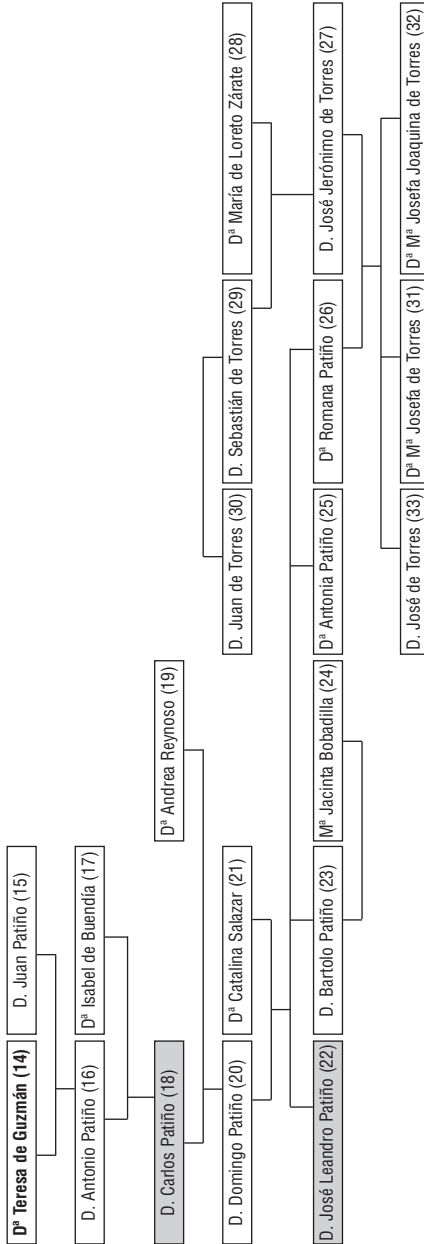 Dª Teresa de Guzmán (14)
D. Juan Patiño (15)
D. Antonio Patiño (16)
Dª Isabel de Buendía (17)
D. Carlos Patiño (18)
Dª Andrea Reynoso (19)
D. Domingo Patiño (20)
Dª Catalina Salazar (21)
D. Juan de Torres (30)
D. Sebastián de Torres (29)
Dª María de Loreto Zárate (28)
D. José Leandro Patiño (22)
D. Bartolo Patiño (23)
Mª Jacinta Bobadilla (24)
Dª Antonia Patiño (25)
Dª Romana Patiño (26)
D. José Jerónimo de Torres (27)
D. José de Torres (33)
Dª Mª Josefa de Torres (31)
Dª Mª Josefa Joaquina de Torres (32)